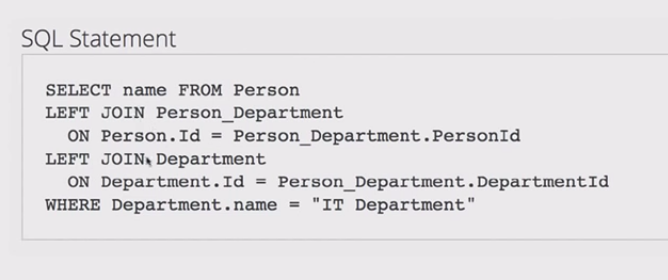 SQL Statement
SELECT name FROM Person
LEFT JOIN Person_Department
ON Person.Id = Person_Department.PersonId
LEFT JOIN Department
ON Department.Id = Person_Department.DepartmentId
WHERE Department.name = "IT Department"